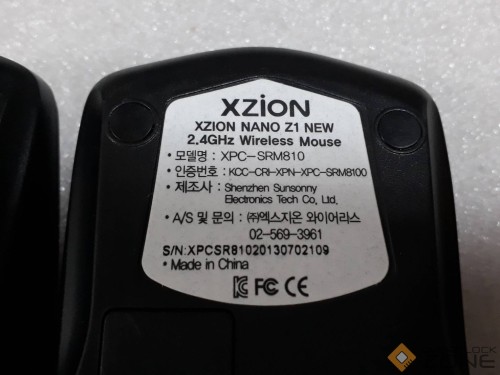 XZION
XZION NANO Z1 NEW
2.4GHz Wireless Mouse
• 모델명 : XPC-SRM810
• 인증번호 : KCC-CRI-XPN-XPC-SRM8100
• 제조사 : Shenzhen Sunsonny
Electronics Tech Co, Ltd.
• A/S 및 문의 : ㈜엑스지온 와이어리스
02-569-3961
S/N:XPCSR81020130702109
• Made in China
FC CE